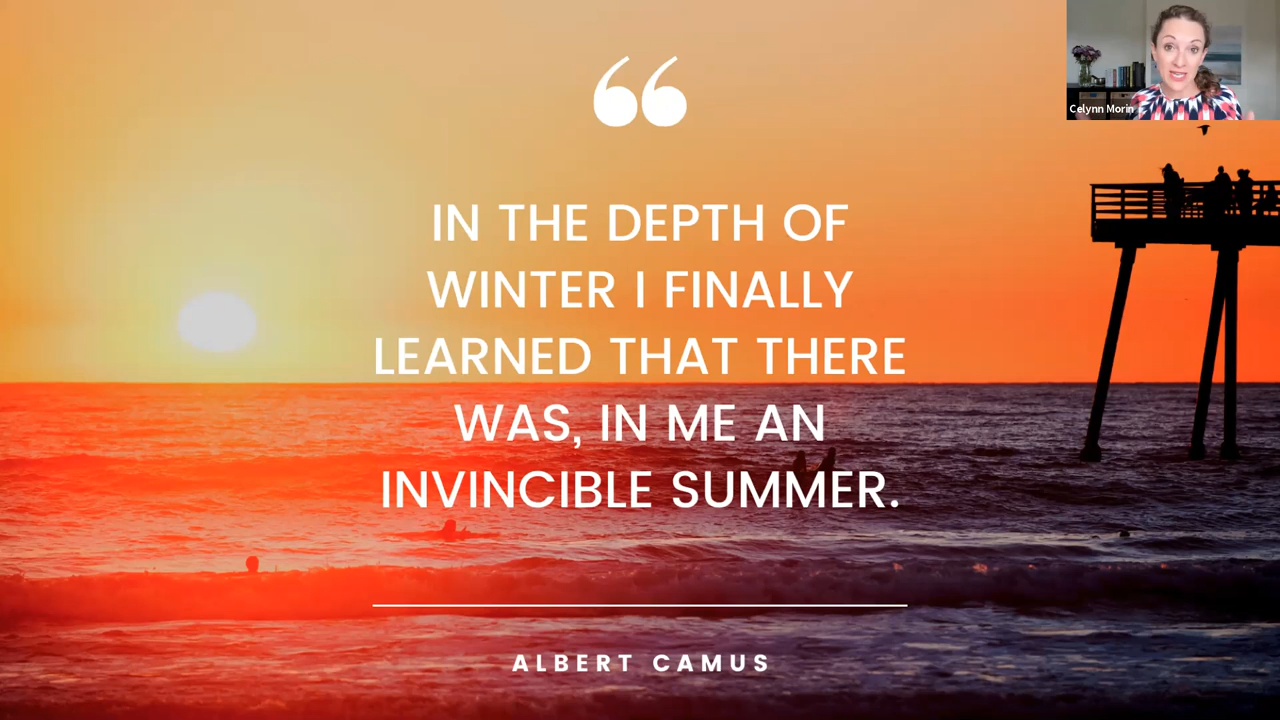 Celynn Morin
“
IN THE DEPTH OF
WINTER I FINALLY
LEARNED THAT THERE
WAS, IN ME AN
INVINCIBLE SUMMER.
ALBERT CAMUS